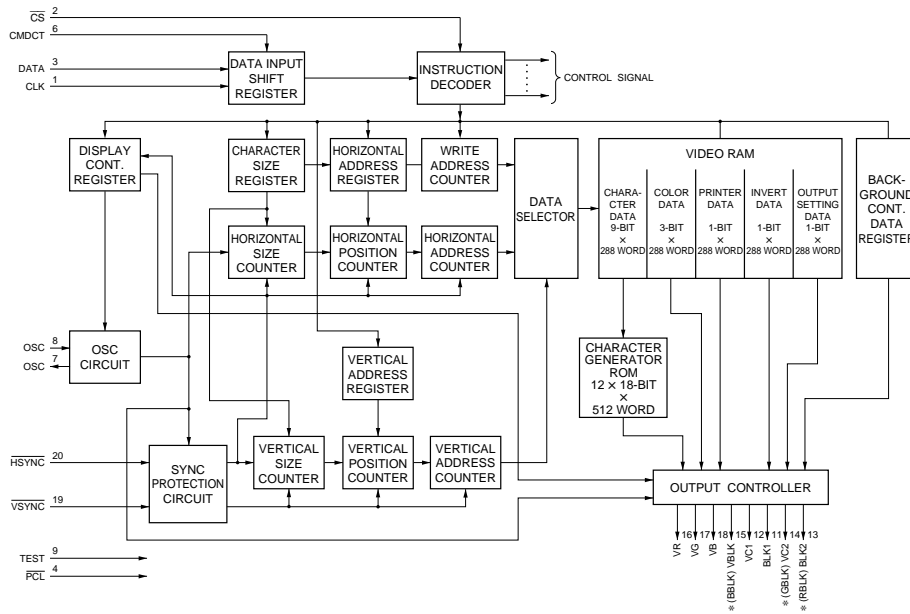 CS 2
CMDCT 6
DATA 3
CLK 1
DATA INPUT
SHIFT
REGISTER
INSTRUCTION
DECODER
CONTROL SIGNAL
DISPLAY
CONT.
REGISTER
CHARACTER
SIZE
REGISTER
HORIZONTAL
ADDRESS
REGISTER
WRITE
ADDRESS
COUNTER
DATA
SELECTOR
VIDEO RAM
CHARA-
CTER
DATA
9-BIT
×
288 WORD
COLOR
DATA
3-BIT
×
288 WORD
PRINTER
DATA
1-BIT
×
288 WORD
INVERT
DATA
1-BIT
×
288 WORD
OUTPUT
SETTING
DATA
1-BIT
×
288 WORD
BACK-
GROUND
CONT.
DATA
REGISTER
HORIZONTAL
SIZE
COUNTER
HORIZONTAL
POSITION
COUNTER
HORIZONTAL
ADDRESS
COUNTER
OSC 8
OSC 7
OSC
CIRCUIT
VERTICAL
ADDRESS
REGISTER
CHARACTER
GENERATOR
ROM
12 × 18-BIT
×
512 WORD
HSYNC 20
VSYNC 19
SYNC
PROTECTION
CIRCUIT
VERTICAL
SIZE
COUNTER
VERTICAL
POSITION
COUNTER
VERTICAL
ADDRESS
COUNTER
OUTPUT CONTROLLER
TEST 9
PCL 4
VR 16
VG 17
VB 18
* (BBLK) VBLK 15
VC1 12
BLK1 11
* (GBLK) VC2 14
* (RBLK) BLK2 13